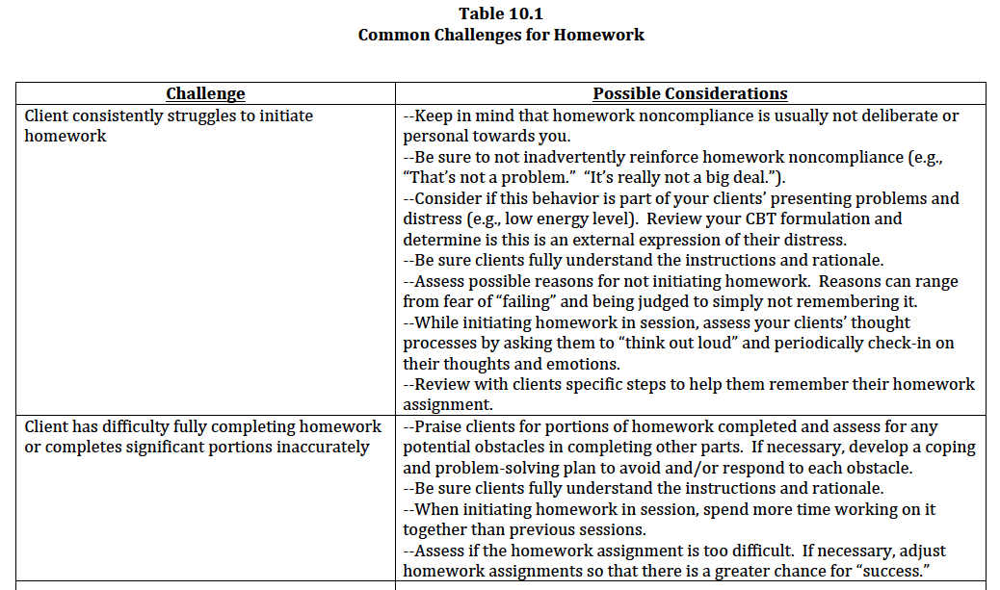 Table 10.1
Common Challenges for Homework
Challenge
Possible Considerations
Client consistently struggles to initiate
homework
--Keep in mind that homework noncompliance is usually not deliberate or
personal towards you.
--Be sure to not inadvertently reinforce homework noncompliance (e.g.,
“That’s not a problem.”  “It’s really not a big deal.”).
--Consider if this behavior is part of your clients’ presenting problems and
distress (e.g., low energy level).  Review your CBT formulation and
determine is this is an external expression of their distress.
--Be sure clients fully understand the instructions and rationale.
--Assess possible reasons for not initiating homework.  Reasons can range
from fear of “failing” and being judged to simply not remembering it.
--While initiating homework in session, assess your clients’ thought
processes by asking them to “think out loud” and periodically check-in on
their thoughts and emotions.
--Review with clients specific steps to help them remember their homework
assignment.
Client has difficulty fully completing homework
or completes significant portions inaccurately
--Praise clients for portions of homework completed and assess for any
potential obstacles in completing other parts.  If necessary, develop a coping
and problem-solving plan to avoid and/or respond to each obstacle.
--Be sure clients fully understand the instructions and rationale.
--When initiating homework in session, spend more time working on it
together than previous sessions.
--Assess if the homework assignment is too difficult.  If necessary, adjust
homework assignments so that there is a greater chance for “success.”